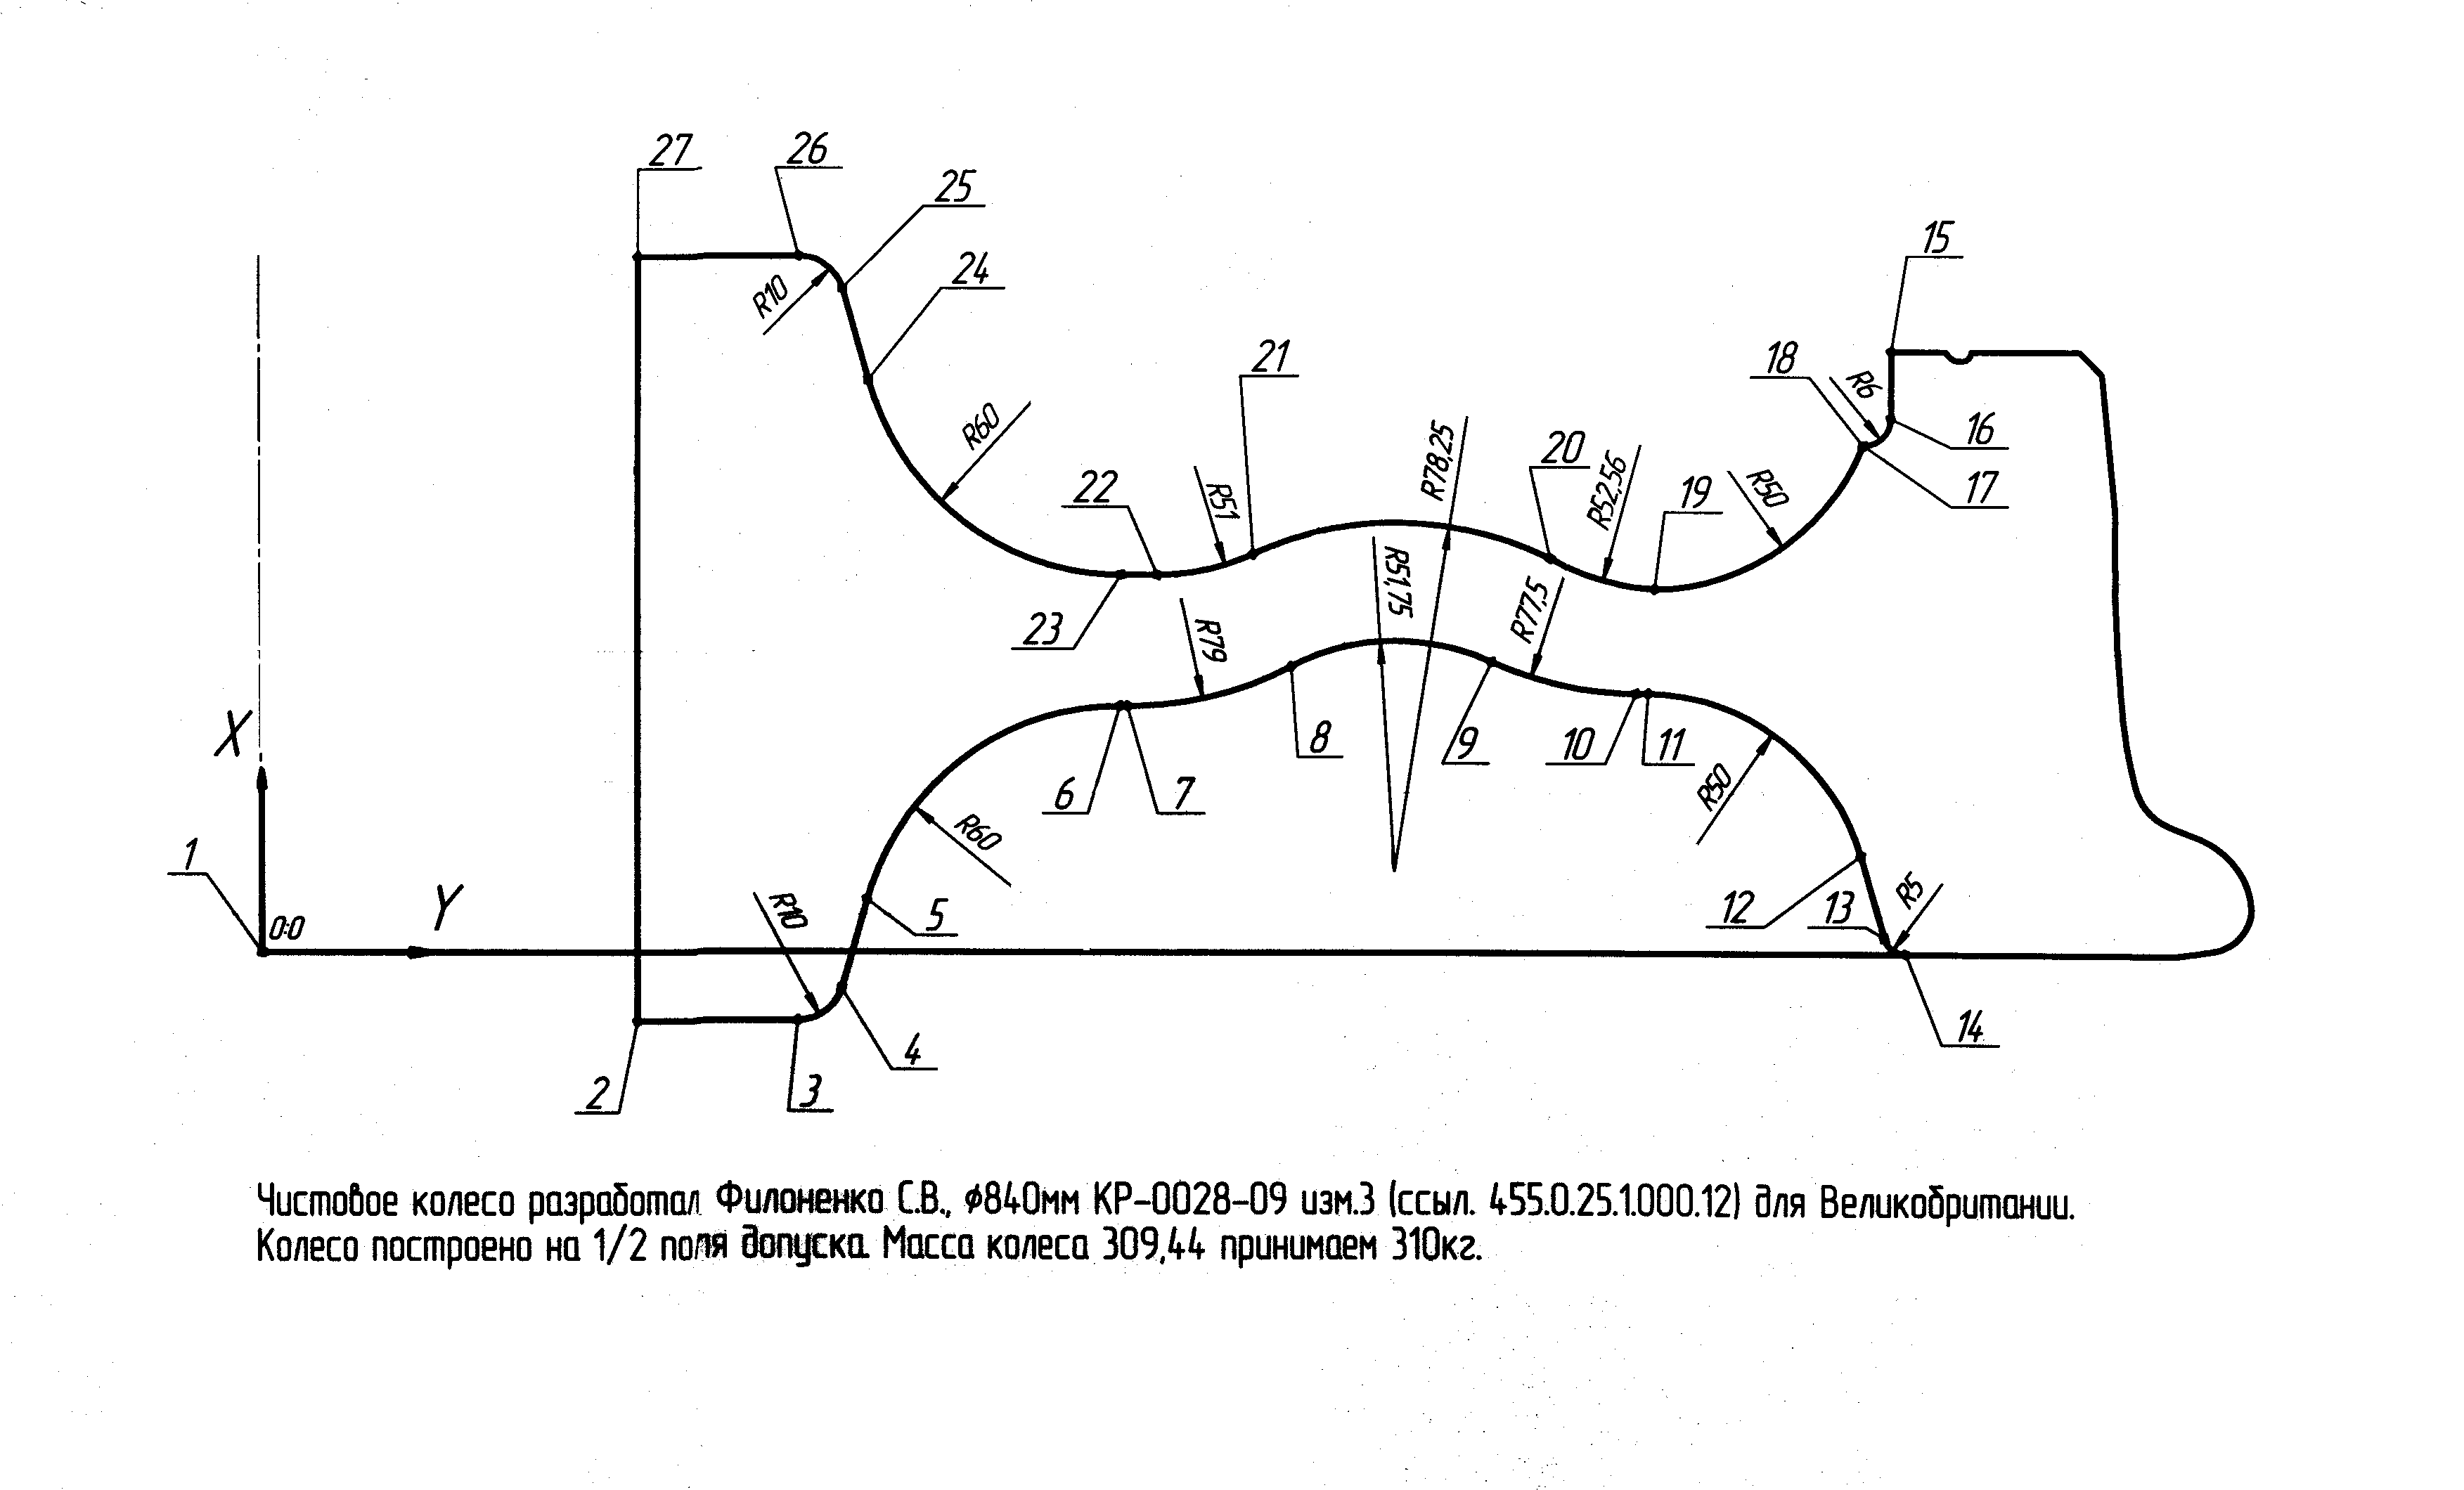 27
26
25
15
R10
24
21
18
R6
R60
16
20
R78,25
22
R51
R52,56
19
R50
17
R51,75
R77,5
23
R79
X
8
9
10
11
6
7
R50
R60
1
Y
0:0
R10
5
12
13
R5
14
4
2
3
Чистовое колесо разработал Филоненко С.В., ϕ840мм КР-0028-09 изм.3 (ссыл. 455.0.25.1.000.12) для Великобритании.
Колесо построено на 1/2 поля допуска. Масса колеса 309,44 принимаем 310кг.